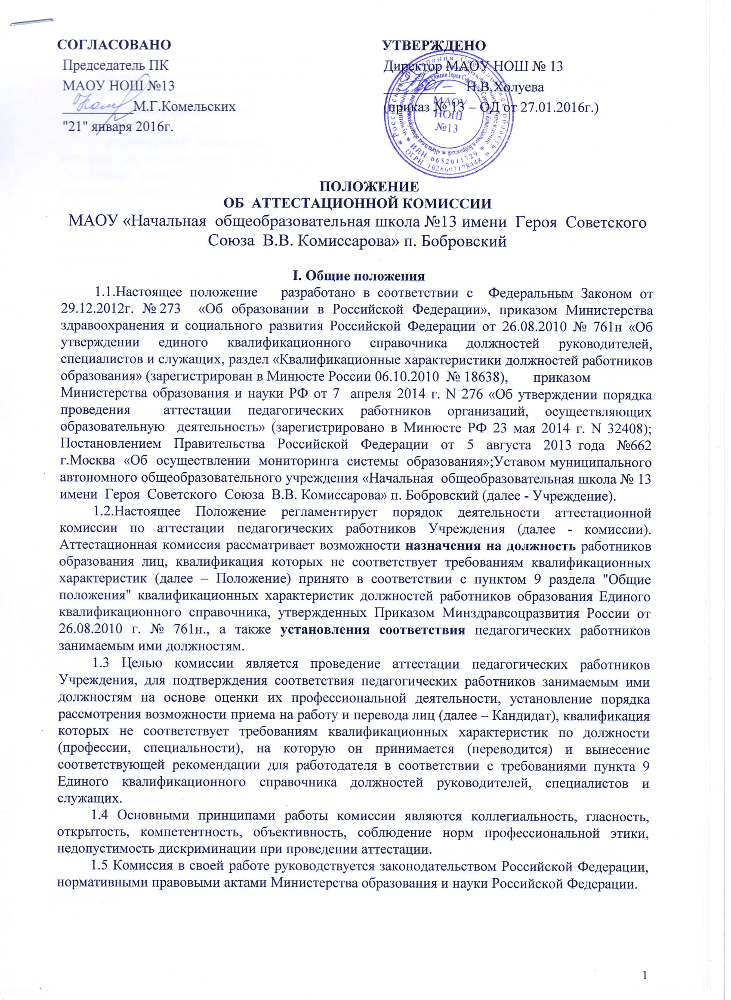 СОГЛАСОВАНО
Председатель ПК
МАОУ НОШ №13
____________М.Г.Комельских
"21" января 2016г.
УТВЕРЖДЕНО
Директор МАОУ НОШ № 13
____________ Н.В.Холуева
(приказ № 13 – ОД от 27.01.2016г.)
Российская Федерация Свердловская область
ОГРН 1026602178448
ИНН 6652011729
МАОУ
НОШ
№13
ПОЛОЖЕНИЕ
ОБ АТТЕСТАЦИОННОЙ КОМИССИИ
МАОУ «Начальная общеобразовательная школа №13 имени Героя Советского
Союза В.В. Комиссарова» п. Бобровский
I. Общие положения
1.1.Настоящее положение разработано в соответствии с Федеральным Законом от
29.12.2012г. № 273 «Об образовании в Российской Федерации», приказом Министерства
здравоохранения и социального развития Российской Федерации от 26.08.2010 № 761н «Об
утверждении единого квалификационного справочника должностей руководителей,
специалистов и служащих, раздел «Квалификационные характеристики должностей работников
образования» (зарегистрирован в Минюсте России 06.10.2010 № 18638), приказом
Министерства образования и науки РФ от 7 апреля 2014 г. N 276 «Об утверждении порядка
проведения аттестации педагогических работников организаций, осуществляющих
образовательную деятельность» (зарегистрировано в Минюсте РФ 23 мая 2014 г. N 32408);
Постановлением Правительства Российской Федерации от 5 августа 2013 года №662
г.Москва «Об осуществлении мониторинга системы образования»;Уставом муниципального
автономного общеобразовательного учреждения «Начальная общеобразовательная школа № 13
имени Героя Советского Союза В.В. Комиссарова» п. Бобровский (далее - Учреждение).
1.2.Настоящее Положение регламентирует порядок деятельности аттестационной
комиссии по аттестации педагогических работников Учреждения (далее - комиссии).
Аттестационная комиссия рассматривает возможности назначения на должность работников
образования лиц, квалификация которых не соответствует требованиям квалификационных
характеристик (далее – Положение) принято в соответствии с пунктом 9 раздела "Общие
положения" квалификационных характеристик должностей работников образования Единого
квалификационного справочника, утвержденных Приказом Минздравсоцразвития России от
26.08.2010 г. № 761н., а также установления соответствия педагогических работников
занимаемым ими должностям.
1.3 Целью комиссии является проведение аттестации педагогических работников
Учреждения, для подтверждения соответствия педагогических работников занимаемым ими
должностям на основе оценки их профессиональной деятельности, установление порядка
рассмотрения возможности приема на работу и перевода лиц (далее – Кандидат), квалификация
которых не соответствует требованиям квалификационных характеристик по должности
(профессии, специальности), на которую он принимается (переводится) и вынесение
соответствующей рекомендации для работодателя в соответствии с требованиями пункта 9
Единого квалификационного справочника должностей руководителей, специалистов и
служащих.
1.4 Основными принципами работы комиссии являются коллегиальность, гласность,
открытость, компетентность, объективность, соблюдение норм профессиональной этики,
недопустимость дискриминации при проведении аттестации.
1.5 Комиссия в своей работе руководствуется законодательством Российской Федерации,
нормативными правовыми актами Министерства образования и науки Российской Федерации.
1